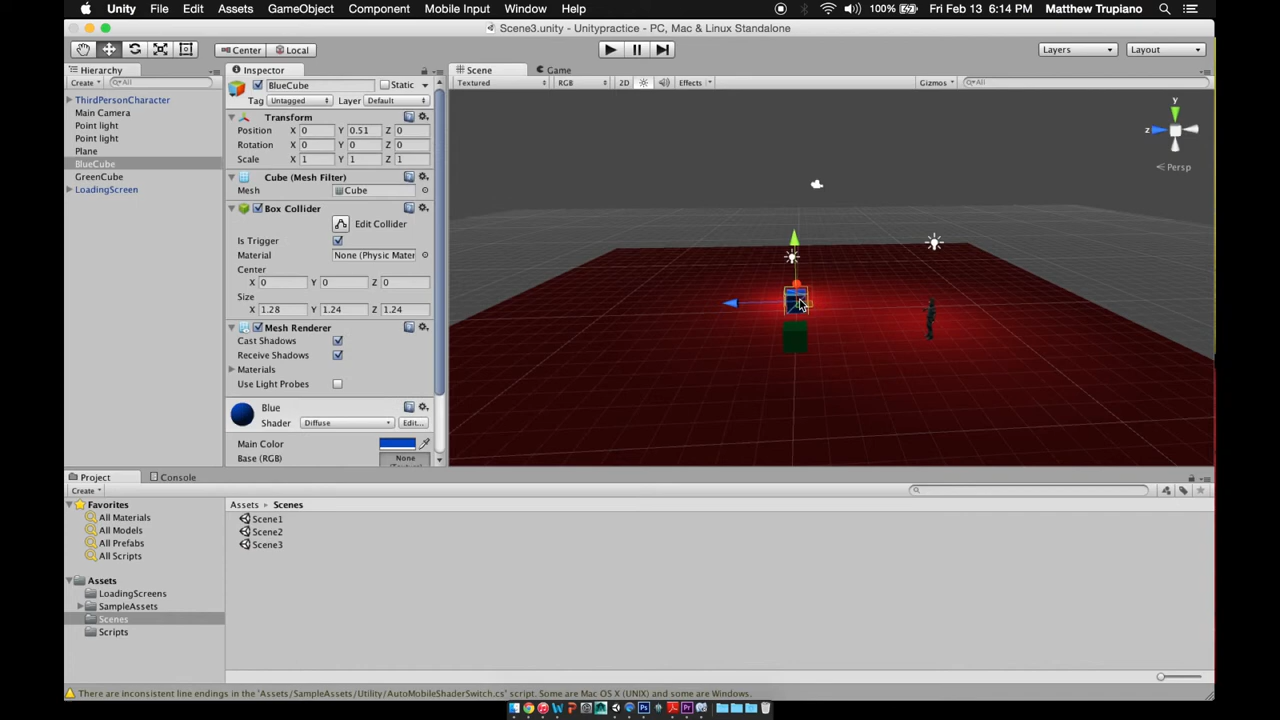 Unity File Edit Assets GameObject Component Mobile Input Window Help 100% Fri Feb 13 6:14 PM Matthew Trupiano
Scene3.unity - Unitypractice - PC, Mac & Linux Standalone
Center Local Layers Layout
Hierarchy
Create All
ThirdPersonCharacter
Main Camera
Point light
Point light
Plane
BlueCube
GreenCube
LoadingScreen
Inspector
BlueCube Static
Tag Untagged Layer Default
Transform
Position X 0 Y 0.51 Z 0
Rotation X 0 Y 0 Z 0
Scale X 1 Y 1 Z 1
Cube (Mesh Filter)
Mesh Cube
Box Collider
Edit Collider
Is Trigger
Material None (Physic Mater
Center
X 0 Y 0 Z 0
Size
X 1.28 Y 1.24 Z 1.24
Mesh Renderer
Cast Shadows
Receive Shadows
Materials
Use Light Probes
Blue
Shader Diffuse Edit...
Main Color
Base (RGB) None
Scene Game
Textured RGB 2D Effects Gizmos All
y
z
Persp
Project Console
Create
Favorites
All Materials
All Models
All Prefabs
All Scripts
Assets
LoadingScreens
SampleAssets
Scenes
Scripts
Assets Scenes
Scene1
Scene2
Scene3
There are inconsistent line endings in the 'Assets/SampleAssets/Utility/AutoMobileShaderSwitch.cs' script. Some are Mac OS X (UNIX) and some are Windows.